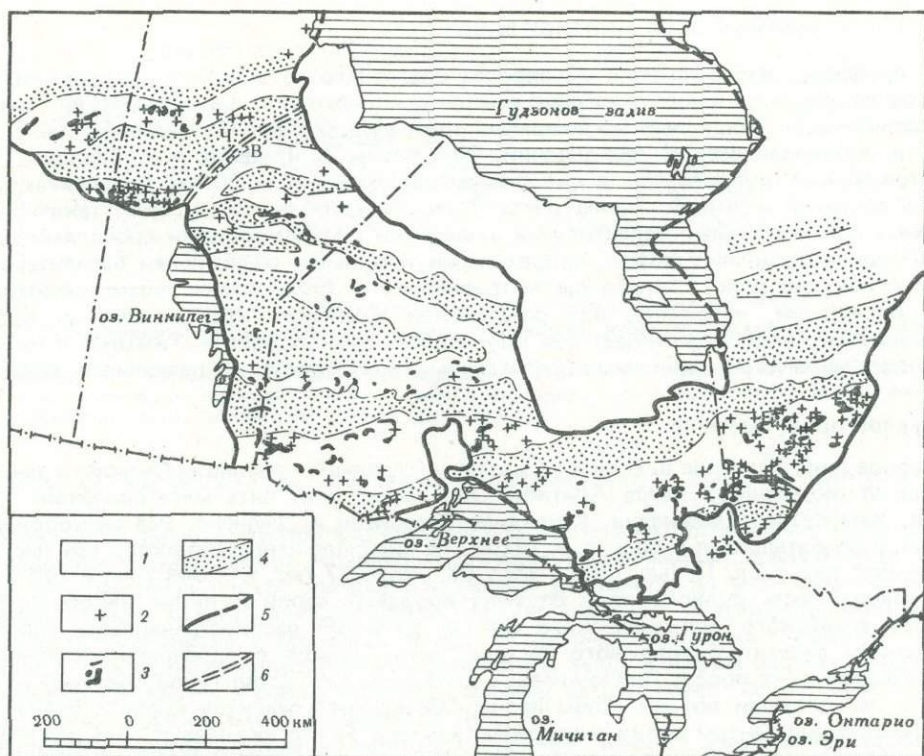 Гудзонов залив
Ч
В
оз. Виннипег
оз. Верхнее
оз. Гурон
оз.
Мичиган
оз. Онтарио
оз. Эри
1
4
2
5
3
6
200 0 200 400 км